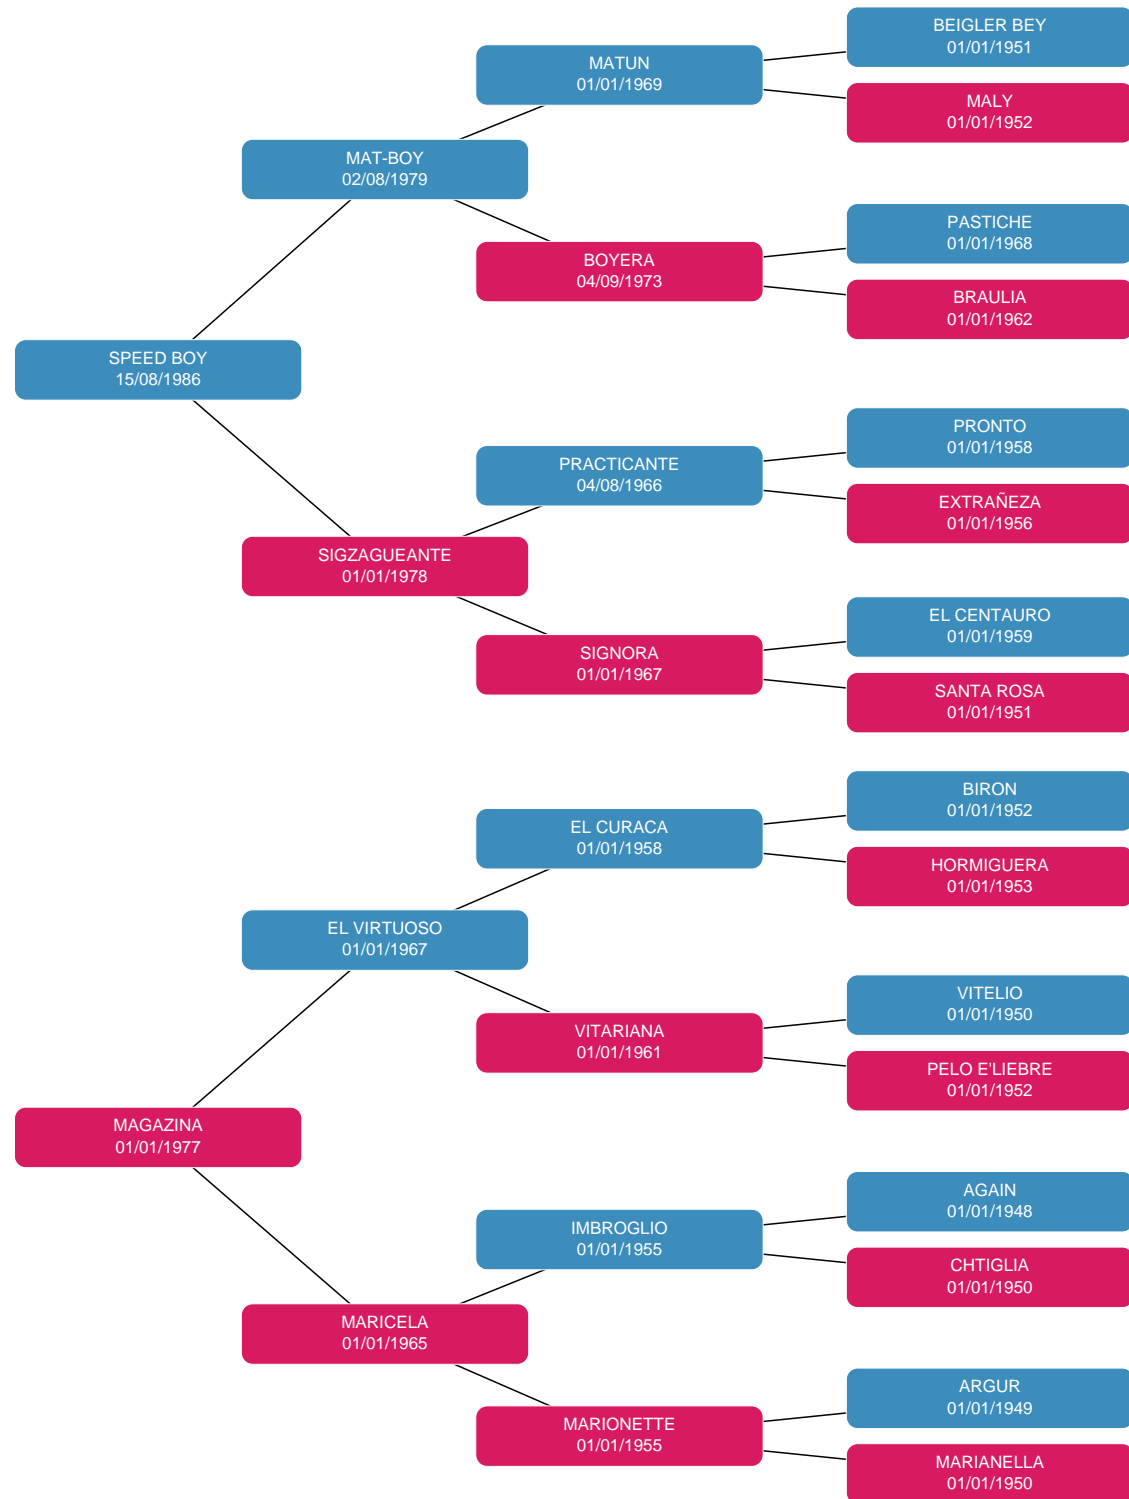 BEIGLER BEY
01/01/1951
MATUN
01/01/1969
MALY
01/01/1952
MAT-BOY
02/08/1979
PASTICHE
01/01/1968
BOYERA
04/09/1973
BRAULIA
01/01/1962
SPEED BOY
15/08/1986
PRONTO
01/01/1958
PRACTICANTE
04/08/1966
EXTRAÑEZA
01/01/1956
SIGZAGUEANTE
01/01/1978
EL CENTAURO
01/01/1959
SIGNORA
01/01/1967
SANTA ROSA
01/01/1951
BIRON
01/01/1952
EL CURACA
01/01/1958
HORMIGUERA
01/01/1953
EL VIRTUOSO
01/01/1967
VITELIO
01/01/1950
VITARIANA
01/01/1961
PELO E'LIEBRE
01/01/1952
MAGAZINA
01/01/1977
AGAIN
01/01/1948
IMBROGLIO
01/01/1955
CHTIGLIA
01/01/1950
MARICELA
01/01/1965
ARGUR
01/01/1949
MARIONETTE
01/01/1955
MARIANELLA
01/01/1950